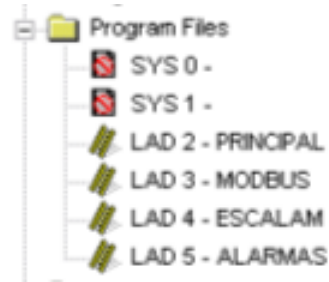 Program Files
SYS 0 -
SYS 1 -
LAD 2 - PRINCIPAL
LAD 3 - MODBUS
LAD 4 - ESCALAM
LAD 5 - ALARMAS